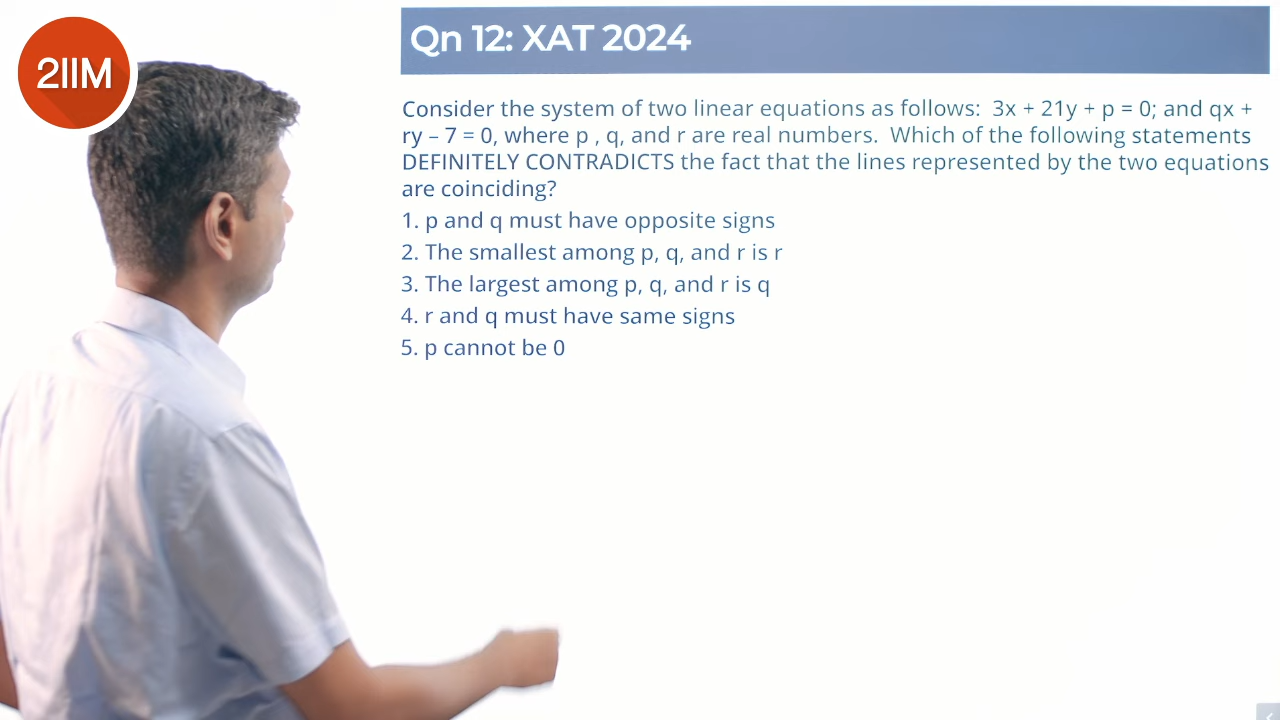 2IIM
Qn 12: XAT 2024
Consider the system of two linear equations as follows:  3x + 21y + p = 0; and qx +
ry – 7 = 0, where p , q, and r are real numbers.  Which of the following statements
DEFINITELY CONTRADICTS the fact that the lines represented by the two equations
are coinciding?
1. p and q must have opposite signs
2. The smallest among p, q, and r is r
3. The largest among p, q, and r is q
4. r and q must have same signs
5. p cannot be 0